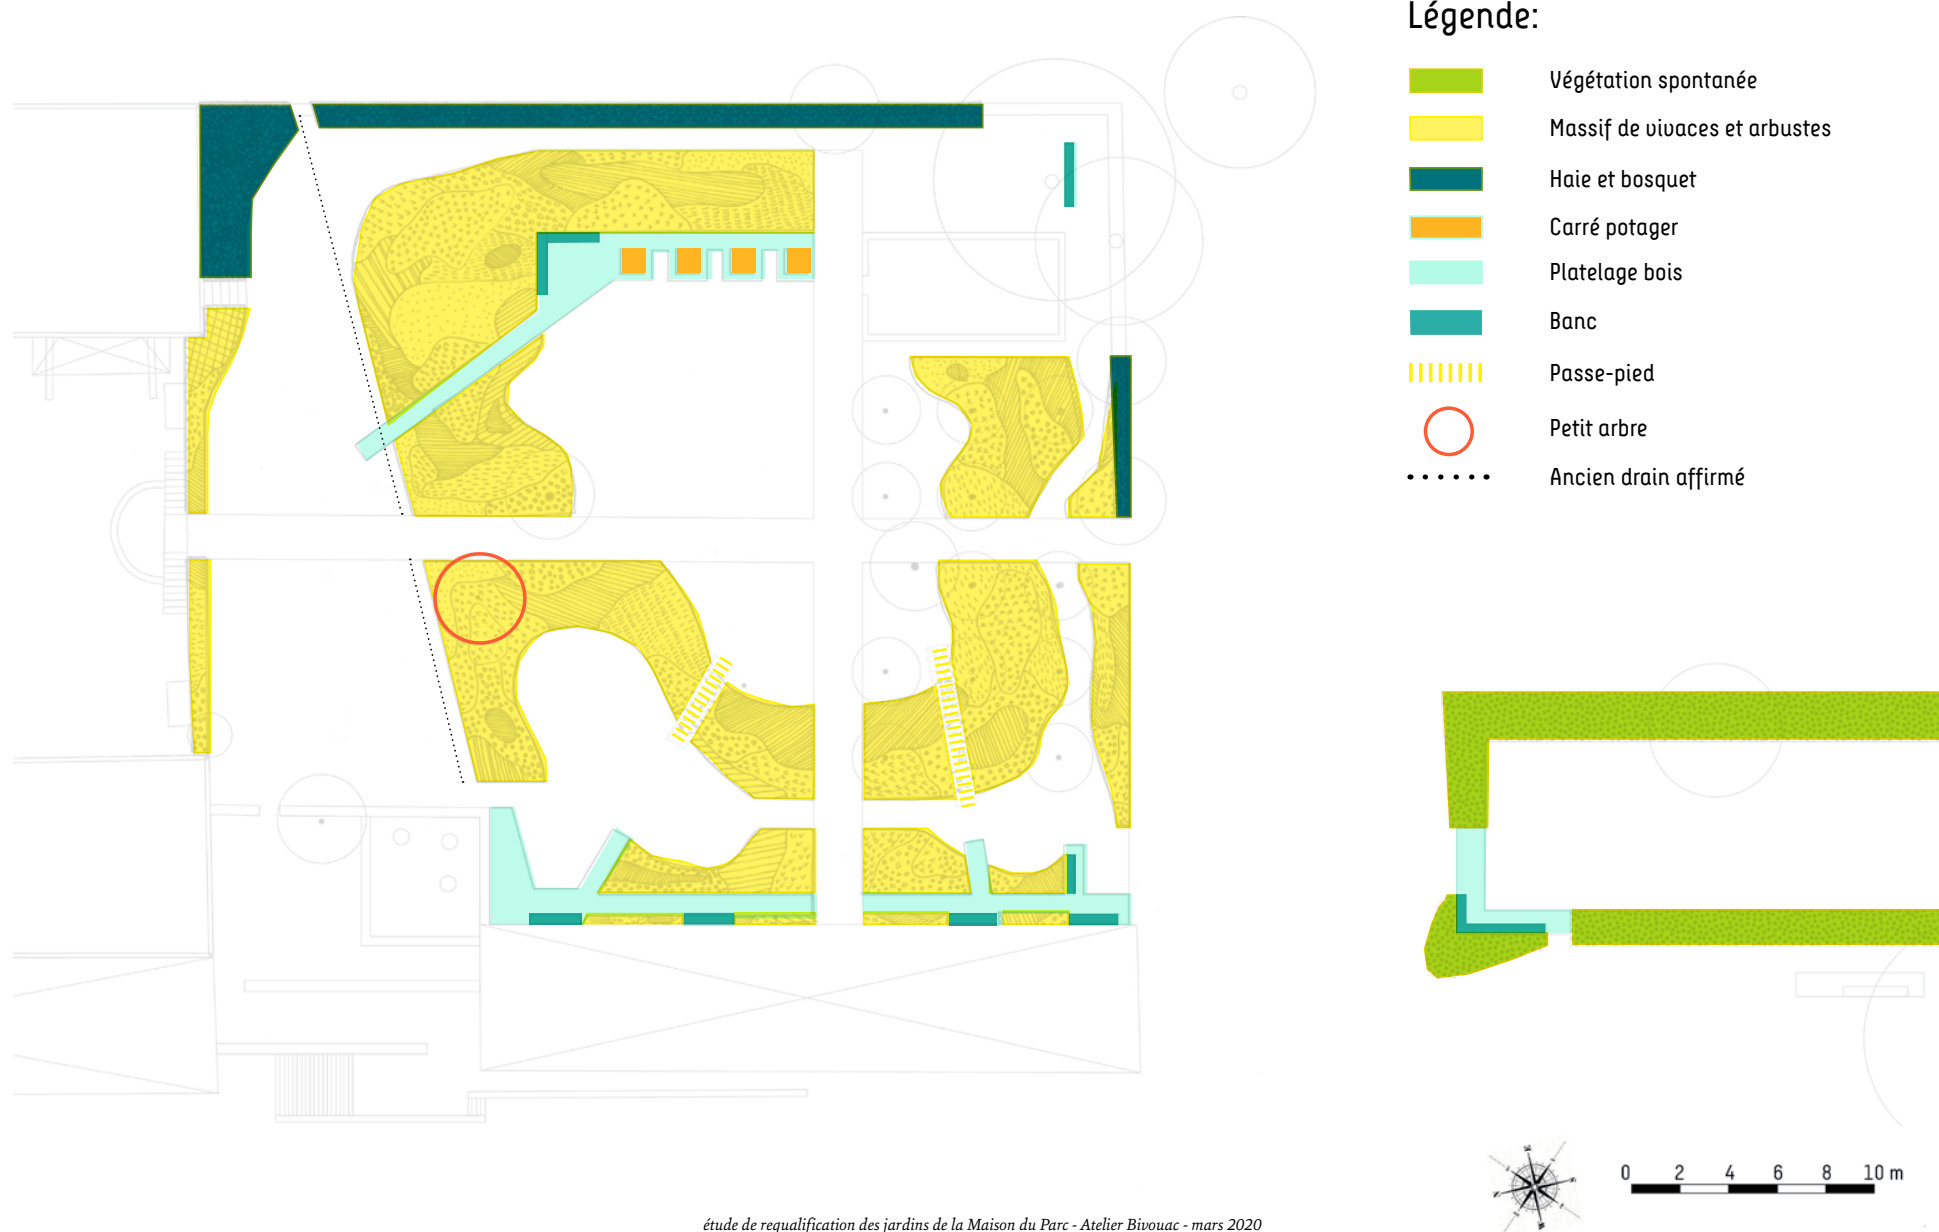 Légende:
Végétation spontanée
Massif de vivaces et arbustes
Haie et bosquet
Carré potager
Platelage bois
Banc
Passe-pied
Petit arbre
Ancien drain affirmé
0 2 4 6 8 10 m
étude de requalification des jardins de la Maison du Parc - Atelier Bivouac - mars 2020